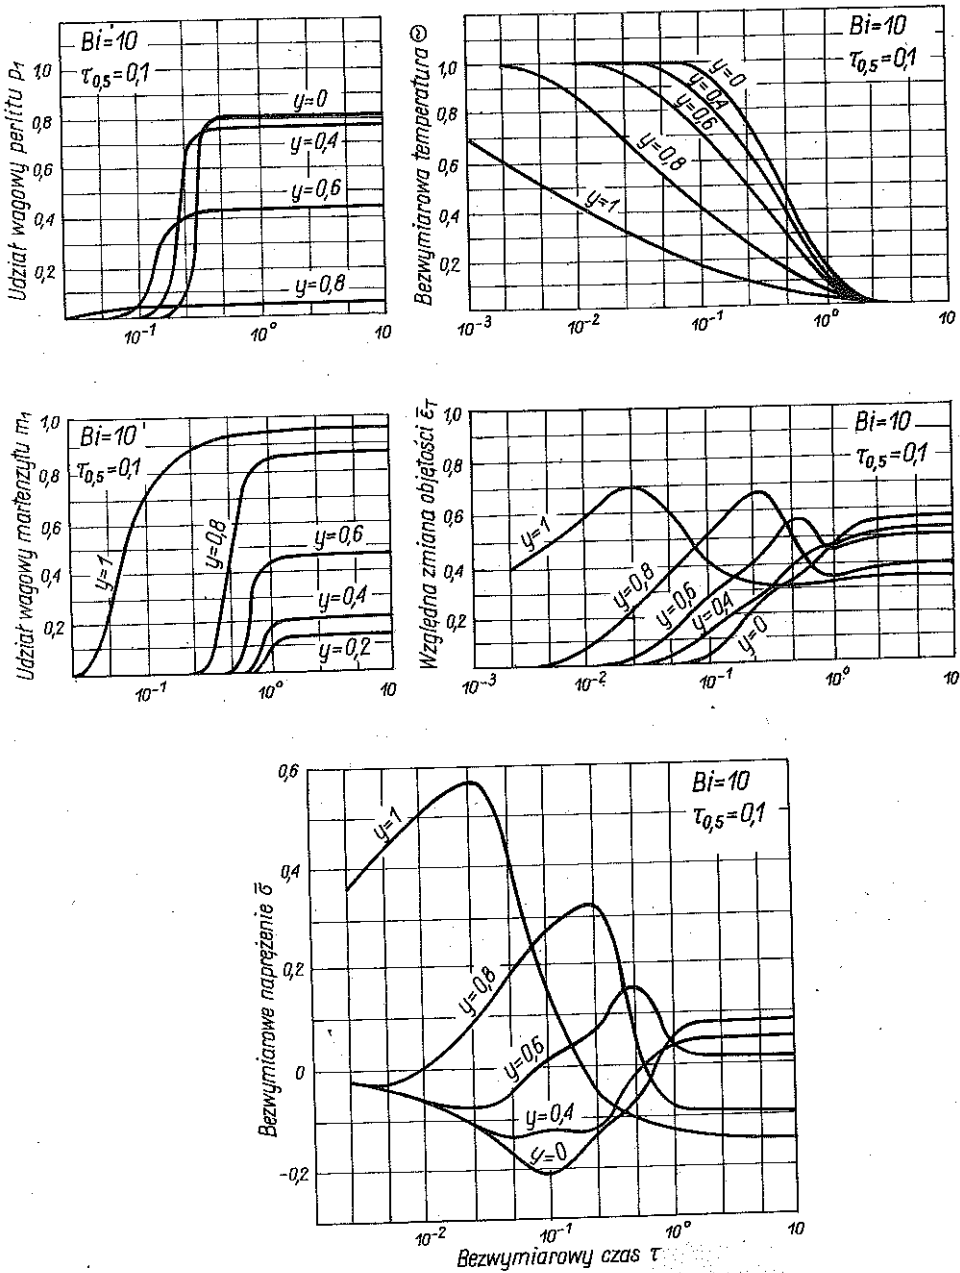 Udział wagowy perlitu p₁
Bi=10
τ₀,₅=0,1
1,0
0,8
0,6
0,4
0,2
y=0
y=0,4
y=0,6
y=0,8
10⁻¹
10⁰
10
Bezwymiarowa temperatura Θ
Bi=10
τ₀,₅=0,1
1,0
0,8
0,6
0,4
0,2
y=0
y=0,4
y=0,6
y=0,8
y=1
10⁻³
10⁻²
10⁻¹
10⁰
10
Udział wagowy martenzytu m₁
Bi=10
τ₀,₅=0,1
1,0
0,8
0,6
0,4
0,2
y=1
y=0,8
y=0,6
y=0,4
y=0,2
10⁻¹
10⁰
10
Względna zmiana objętości ε̄_T
Bi=10
τ₀,₅=0,1
1,0
0,8
0,6
0,4
0,2
y=1
y=0,8
y=0,6
y=0,4
y=0
10⁻³
10⁻²
10⁻¹
10⁰
10
Bezwymiarowe naprężenie σ̄
Bi=10
τ₀,₅=0,1
0,6
0,4
0,2
0
-0,2
y=1
y=0,8
y=0,6
y=0,4
y=0
10⁻²
10⁻¹
10⁰
10
Bezwymiarowy czas τ